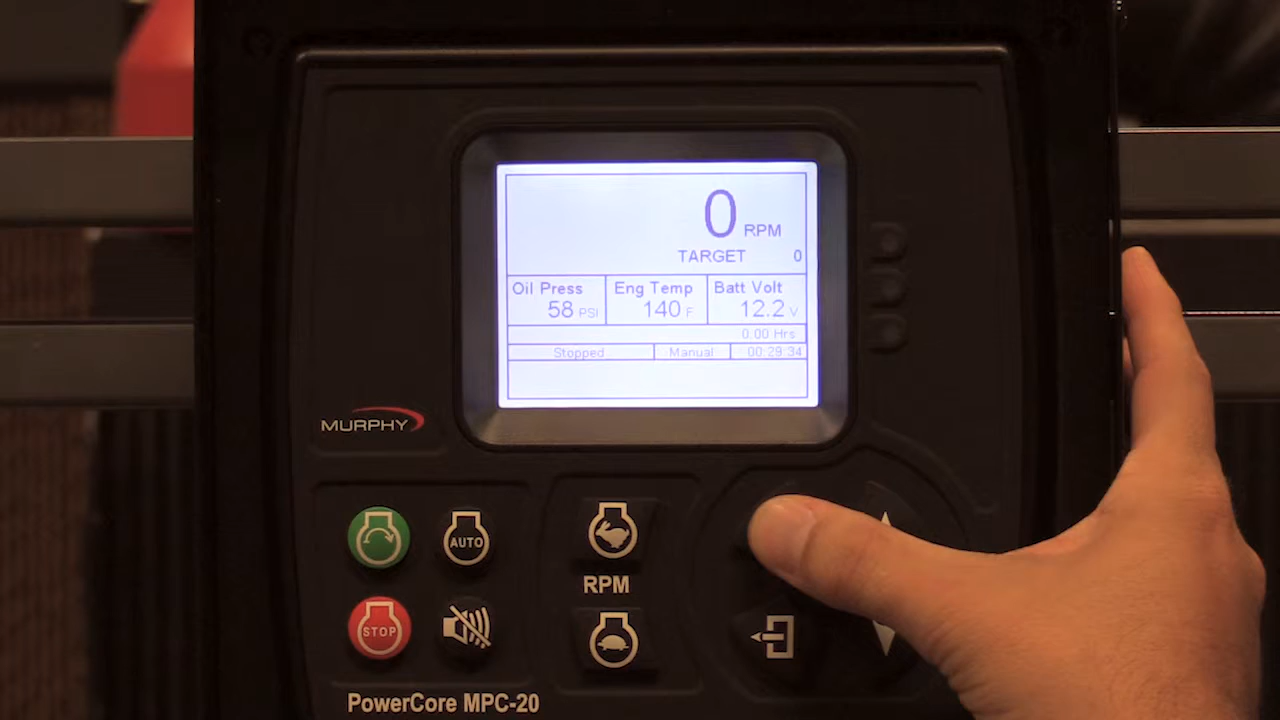 0 RPM
TARGET 0
Oil Press Eng Temp Batt Volt
58 PSI 140 F 12.2 V
0.00 Hrs
Stopped Manual 00:29:34
MURPHY
AUTO
RPM
STOP
PowerCore MPC-20